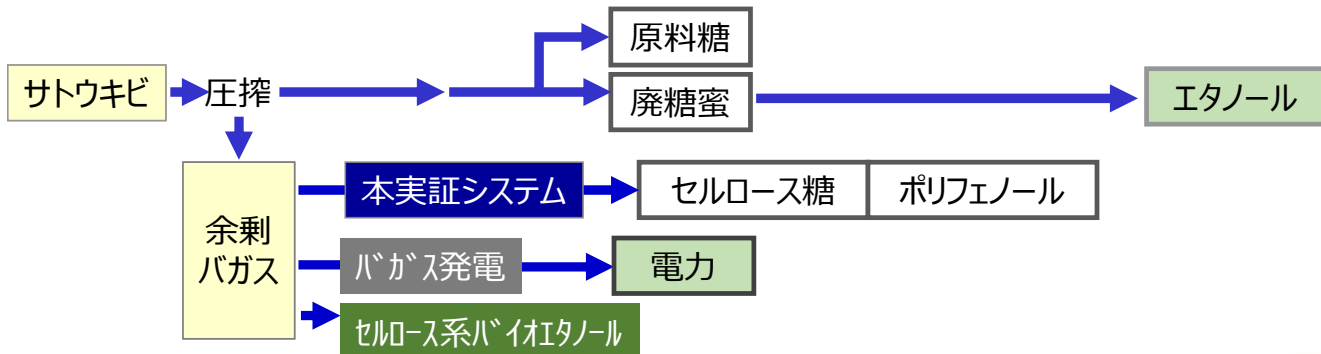 原料糖
サトウキビ
圧搾
廃糖蜜
エタノール
本実証システム
セルロース糖
ポリフェノール
余剰
バガス
ﾊﾞｶﾞｽ発電
電力
ｾﾙﾛｰｽ系ﾊﾞｲｵｴﾀﾉｰﾙ